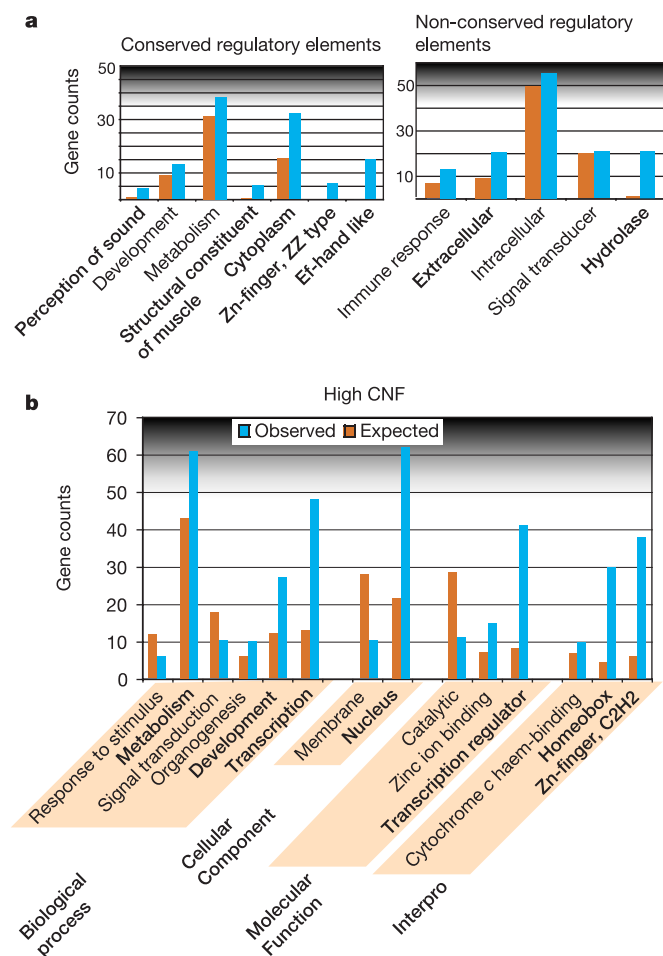 a
Conserved regulatory elements
Non-conserved regulatory
elements
Gene counts
50
30
10
50
30
10
Perception of sound
Development
Metabolism
Structural constituent
of muscle
Cytoplasm
Zn-finger, ZZ type
Ef-hand like
Immune response
Extracellular
Intracellular
Signal transducer
Hydrolase
b
High CNF
Observed Expected
Gene counts
70
60
50
40
30
20
10
0
Response to stimulus
Metabolism
Signal transduction
Organogenesis
Development
Transcription
Membrane
Nucleus
Catalytic
Zinc ion binding
Transcription regulator
Cytochrome c haem-binding
Homeobox
Zn-finger, C2H2
Biological
process
Cellular
Component
Molecular
Function
Interpro